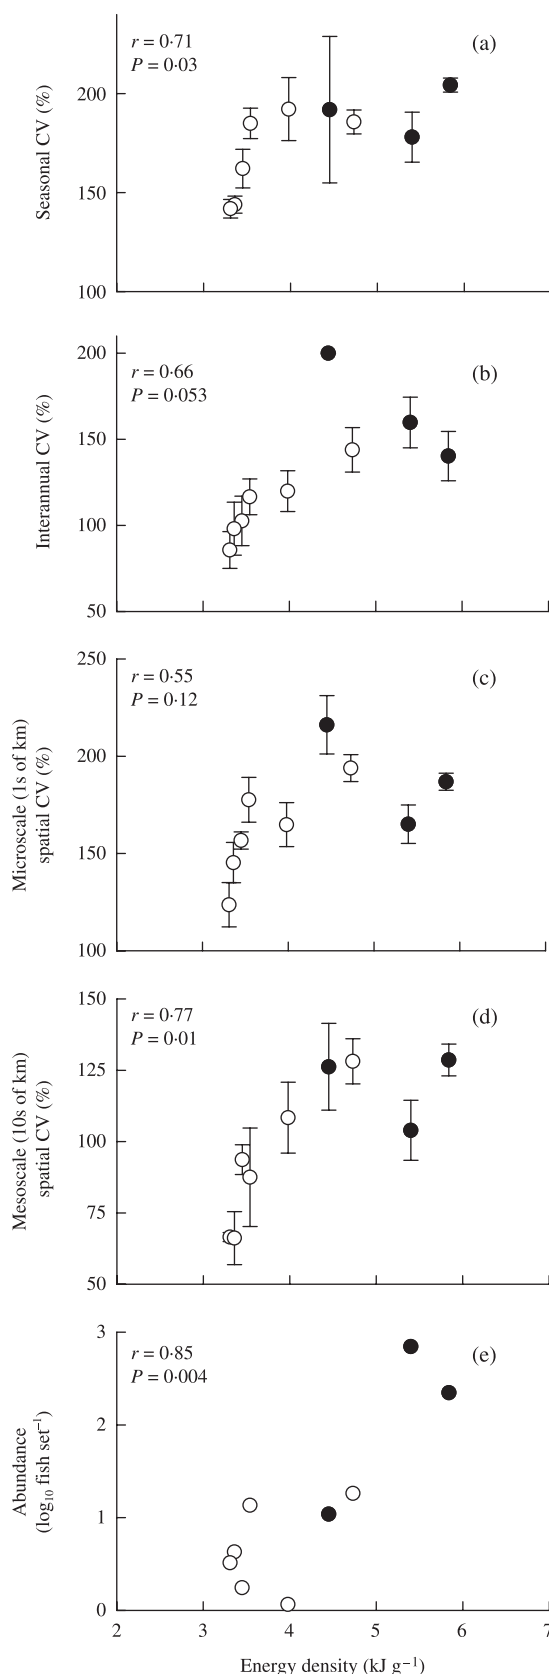 r = 0·71
P = 0·03
(a)
Seasonal CV (%)
200
150
100
r = 0·66
P = 0·053
(b)
Interannual CV (%)
200
150
100
50
r = 0·55
P = 0·12
(c)
Microscale (1s of km)
spatial CV (%)
250
200
150
100
r = 0·77
P = 0·01
(d)
Mesoscale (10s of km)
spatial CV (%)
150
125
100
75
50
r = 0·85
P = 0·004
(e)
Abundance
(log₁₀ fish set⁻¹)
3
2
1
0
2 3 4 5 6 7
Energy density (kJ g⁻¹)